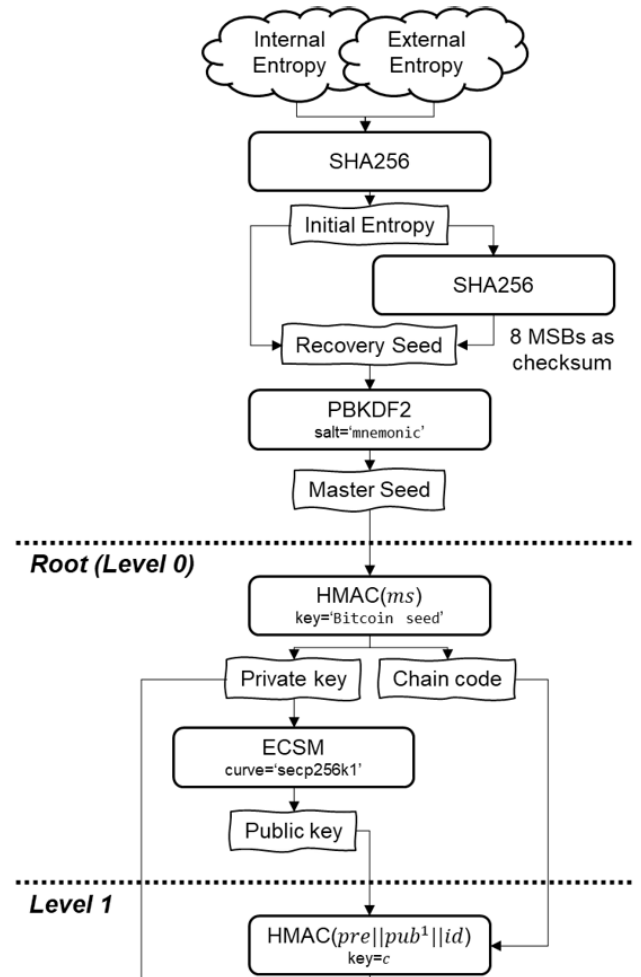 Internal
Entropy
External
Entropy
SHA256
Initial Entropy
SHA256
8 MSBs as
checksum
Recovery Seed
PBKDF2
salt=‘mnemonic’
Master Seed
Root (Level 0)
HMAC(ms)
key=‘Bitcoin seed’
Private key
Chain code
ECSM
curve=‘secp256k1’
Public key
Level 1
HMAC(pre||pub¹||id)
key=c